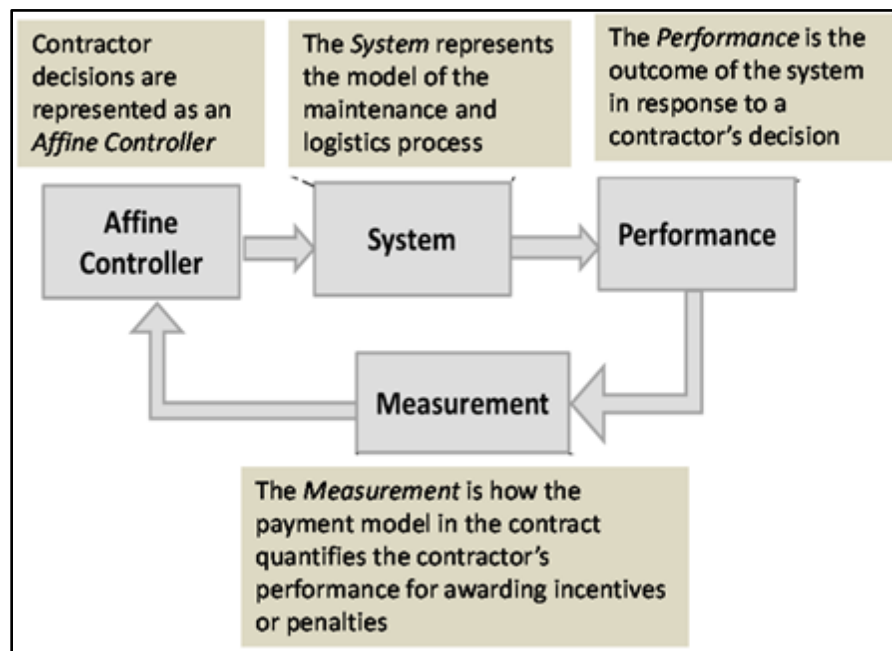 Contractor
decisions are
represented as an
Affine Controller
The System represents
the model of the
maintenance and
logistics process
The Performance is the
outcome of the system
in response to a
contractor's decision
Affine
Controller
System
Performance
Measurement
The Measurement is how the
payment model in the contract
quantifies the contractor's
performance for awarding incentives
or penalties